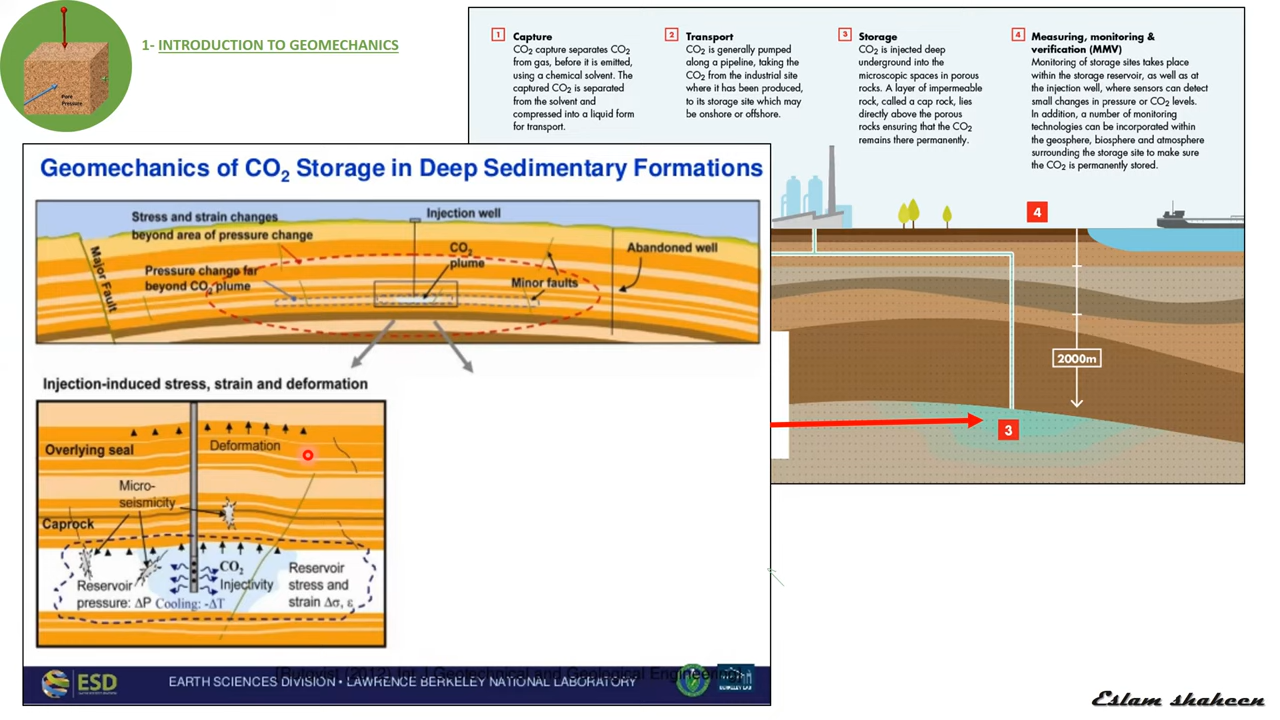 Pore
Pressure
1- INTRODUCTION TO GEOMECHANICS
1 Capture
CO2 capture separates CO2
from gas, before it is emitted,
using a chemical solvent. The
captured CO2 is separated
from the solvent and
compressed into a liquid form
for transport.
2 Transport
CO2 is generally pumped
along a pipeline, taking the
CO2 from the industrial site
where it has been produced,
to its storage site which may
be onshore or offshore.
3 Storage
CO2 is injected deep
underground into the
microscopic spaces in porous
rocks. A layer of impermeable
rock, called a cap rock, lies
directly above the porous
rocks ensuring that the CO2
remains there permanently.
4 Measuring, monitoring &
verification (MMV)
Monitoring of storage sites takes place
within the storage reservoir, as well as at
the injection well, where sensors can detect
small changes in pressure or CO2 levels.
In addition, a number of monitoring
technologies can be incorporated within
the geosphere, biosphere and atmosphere
surrounding the storage site to make sure
the CO2 is permanently stored.
4
2000m
3
Geomechanics of CO2 Storage in Deep Sedimentary Formations
Stress and strain changes
beyond area of pressure change
Injection well
CO2
plume
Abandoned well
Major Fault
Pressure change far
beyond CO2 plume
Minor faults
Injection-induced stress, strain and deformation
Overlying seal
Deformation
Micro-
seismicity
Caprock
CO2
Injectivity
Reservoir
pressure: ΔP
Cooling: -ΔT
Reservoir
stress and
strain Δσ, ε
[Rutqvist (2012) Int J Geotechnical and Geological Engineering]
ESD
EARTH SCIENCES DIVISION • LAWRENCE BERKELEY NATIONAL LABORATORY
BERKELEY LAB
Eslam shaheen